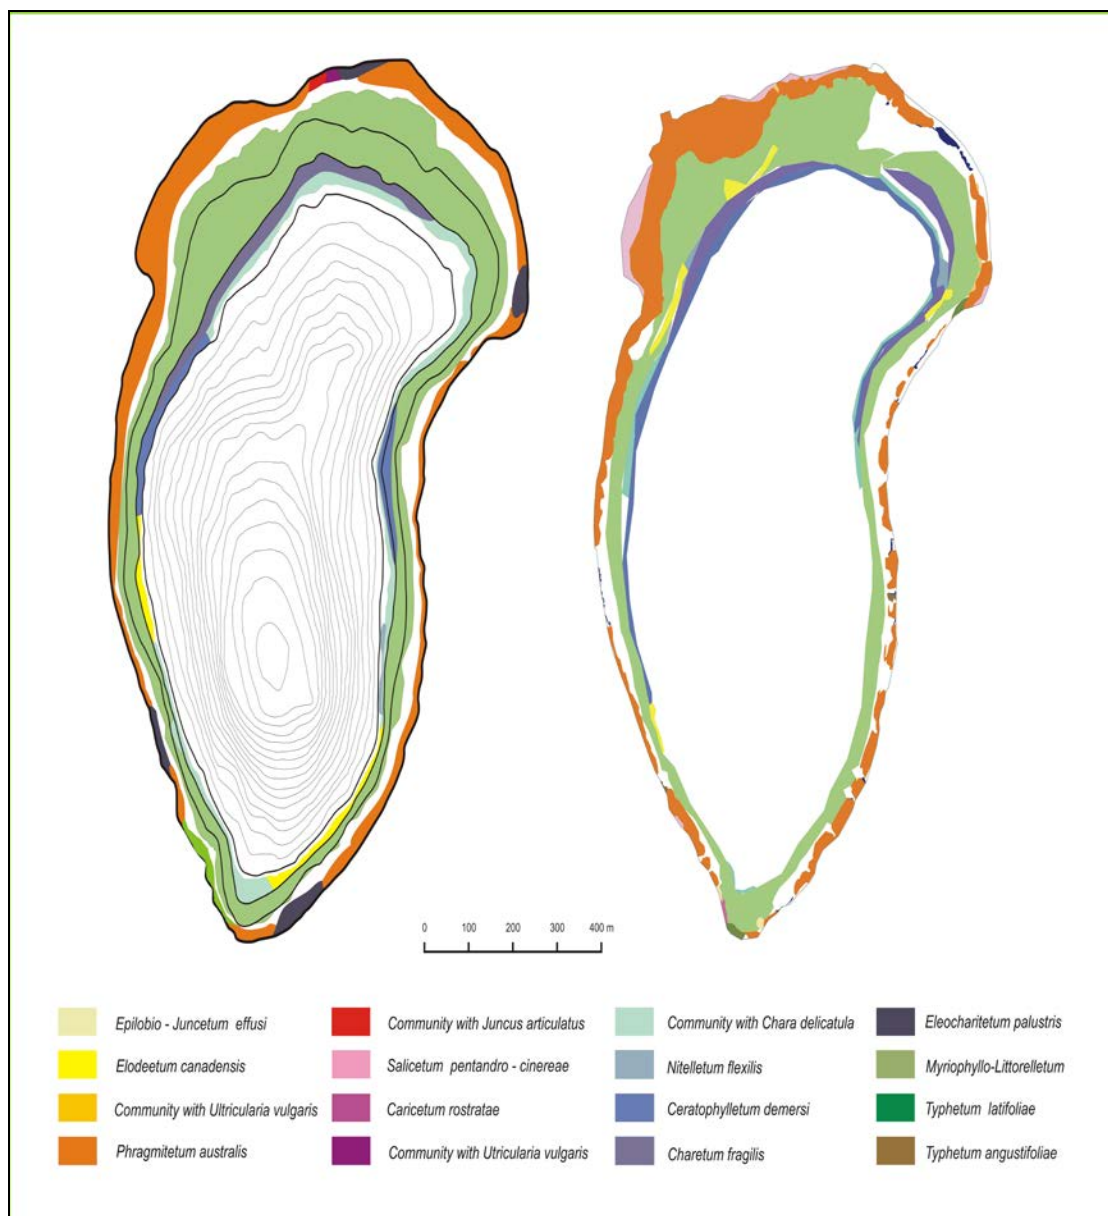 0 100 200 300 400 m
Epilobio - Juncetum effusi
Elodeetum canadensis
Community with Ultricularia vulgaris
Phragmitetum australis
Community with Juncus articulatus
Salicetum pentandro - cinereae
Caricetum rostratae
Community with Utricularia vulgaris
Community with Chara delicatula
Nitelletum flexilis
Ceratophylletum demersi
Charetum fragilis
Eleocharitetum palustris
Myriophyllo-Littorelletum
Typhetum latifoliae
Typhetum angustifoliae